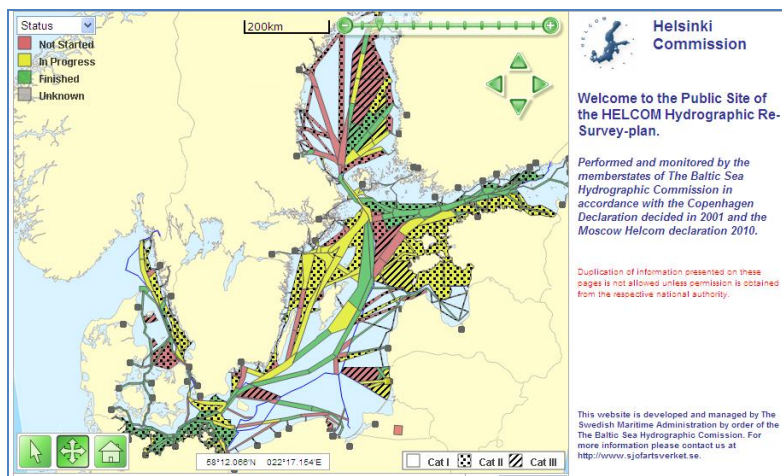 Status
Not Started
In Progress
Finished
Unknown
200km
HELCOM
Helsinki
Commission
Welcome to the Public Site of
the HELCOM Hydrographic Re-
Survey-plan.
Performed and monitored by the
memberstates of The Baltic Sea
Hydrographic Commission in
accordance with the Copenhagen
Declaration decided in 2001 and the
Moscow Helcom declaration 2010.
Duplication of information presented on these
pages is not allowed unless permission is obtained
from the respective national authority.
This website is developed and managed by The
Swedish Maritime Administration by order of the
The Baltic Sea Hydrographic Comission. For
more information please contact us at
http://www.sjofartsverket.se.
58°12.066'N 022°17.154'E
Cat I Cat II Cat III